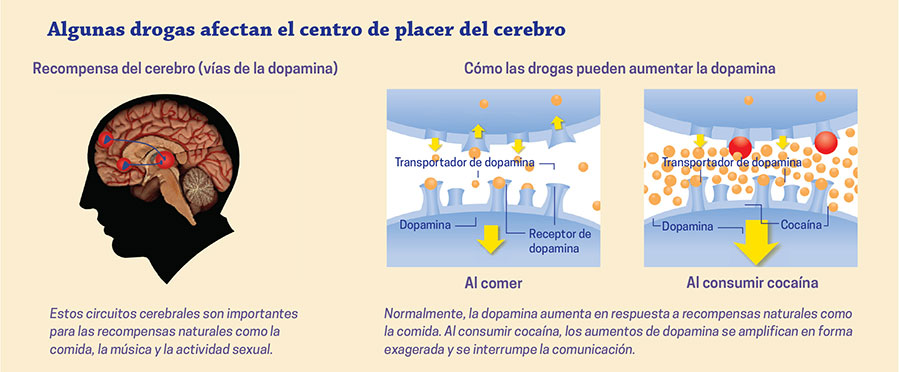 Algunas drogas afectan el centro de placer del cerebro
Recompensa del cerebro (vías de la dopamina)
Estos circuitos cerebrales son importantes
para las recompensas naturales como la
comida, la música y la actividad sexual.
Cómo las drogas pueden aumentar la dopamina
Transportador de dopamina
Dopamina
Receptor de
dopamina
Al comer
Transportador de dopamina
Dopamina
Cocaína
Al consumir cocaína
Normalmente, la dopamina aumenta en respuesta a recompensas naturales como
la comida. Al consumir cocaína, los aumentos de dopamina se amplifican en forma
exagerada y se interrumpe la comunicación.